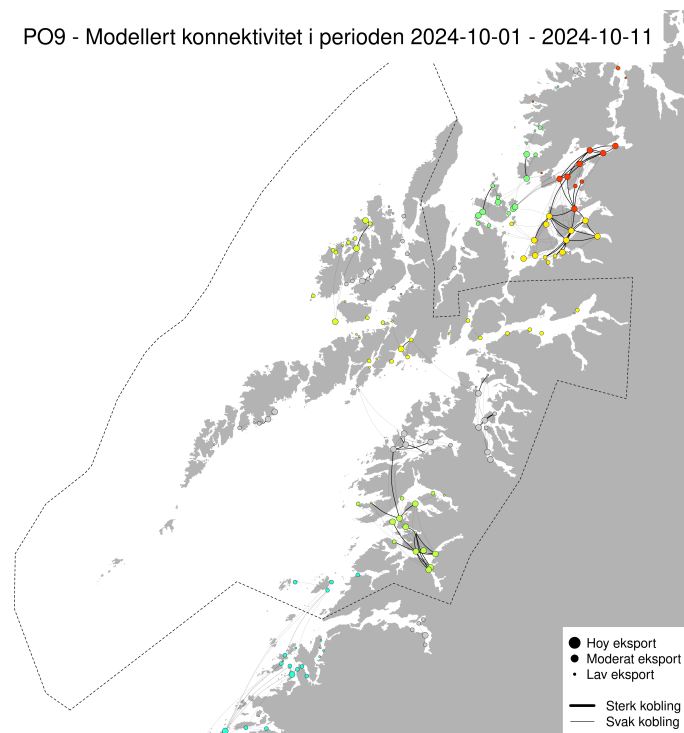 PO9 - Modellert konnektivitet i perioden 2024-10-01 - 2024-10-11
Hoy eksport
Moderat eksport
Lav eksport
Sterk kobling
Svak kobling